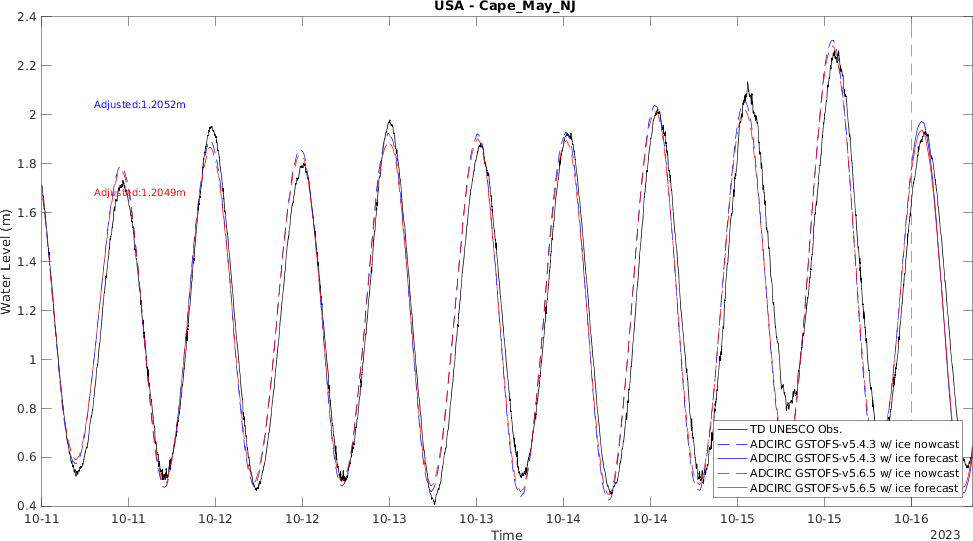 USA - Cape_May_NJ
2.4
2.2
2
1.8
1.6
1.4
1.2
1
0.8
0.6
0.4
Water Level (m)
Adjusted:1.2052m
Adjusted:1.2049m
TD UNESCO Obs.
ADCIRC GSTOFS-v5.4.3 w/ ice nowcast
ADCIRC GSTOFS-v5.4.3 w/ ice forecast
ADCIRC GSTOFS-v5.6.5 w/ ice nowcast
ADCIRC GSTOFS-v5.6.5 w/ ice forecast
10-11 10-11 10-12 10-12 10-13 10-13 10-14 10-14 10-15 10-15 10-16
Time
2023